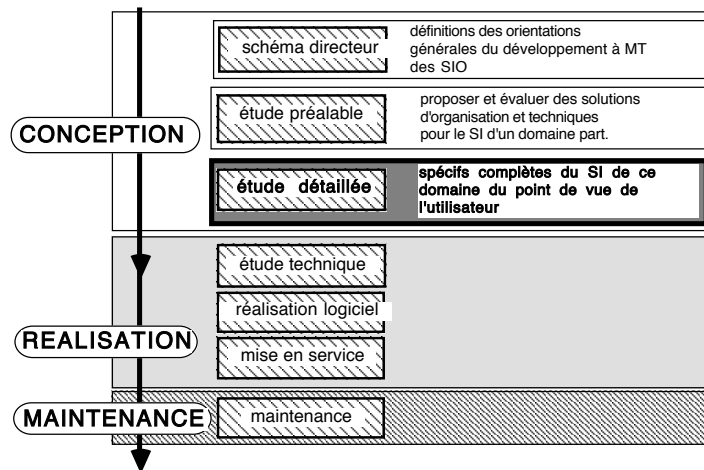 schéma directeur
définitions des orientations
générales du développement à MT
des SIO
étude préalable
proposer et évaluer des solutions
d'organisation et techniques
pour le SI d'un domaine part.
CONCEPTION
étude détaillée
spécifs complètes du SI de ce
domaine du point de vue de
l'utilisateur
étude technique
réalisation logiciel
REALISATION
mise en service
MAINTENANCE
maintenance